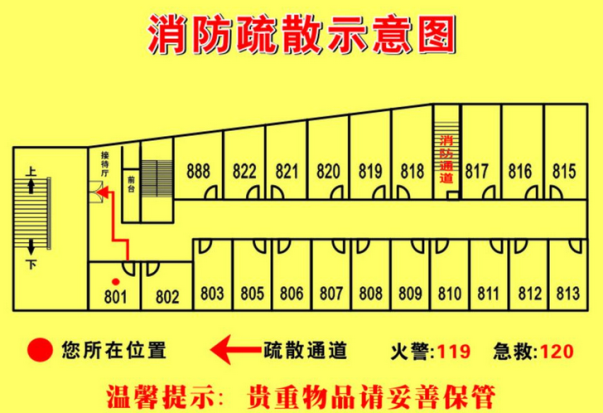 消防疏散示意图
上
下
接待厅
前台
888 822 821 820 819 818 消防通道 817 816 815
801 802 803 805 806 807 808 809 810 811 812 813
您所在位置 疏散通道 火警:119 急救:120
温馨提示：贵重物品请妥善保管